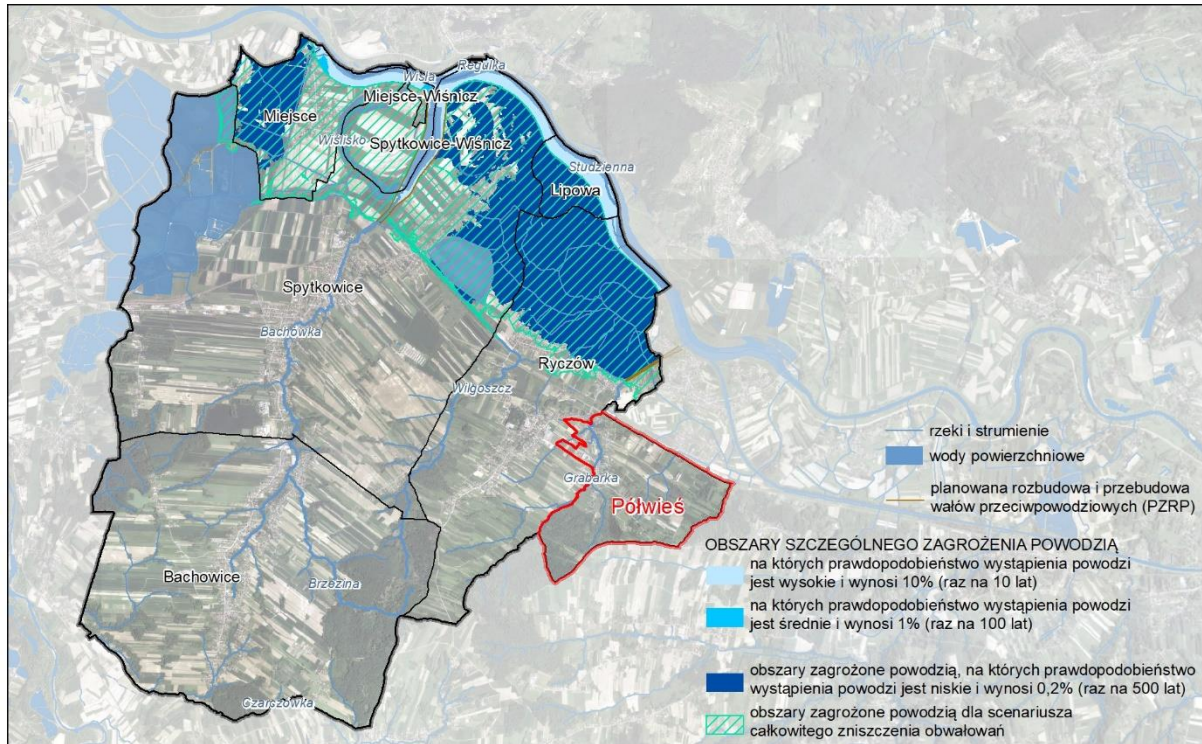 Wisła
Regulka
Miejsce-Wiśnicz
Miejsce
Wiślisko
Spytkowice-Wiśnicz
Studzienna
Lipowa
Spytkowice
Bachówka
Ryczów
Wilgoszcz
Grabarka
Półwieś
Bachowice
Brzezina
Czarczówka
rzeki i strumienie
wody powierzchniowe
planowana rozbudowa i przebudowa
wałów przeciwpowodziowych (PZRP)
OBSZARY SZCZEGÓLNEGO ZAGROŻENIA POWODZIĄ
na których prawdopodobieństwo wystąpienia powodzi
jest wysokie i wynosi 10% (raz na 10 lat)
na których prawdopodobieństwo wystąpienia powodzi
jest średnie i wynosi 1% (raz na 100 lat)
obszary zagrożone powodzią, na których prawdopodobieństwo
wystąpienia powodzi jest niskie i wynosi 0,2% (raz na 500 lat)
obszary zagrożone powodzią dla scenariusza
całkowitego zniszczenia obwałowań